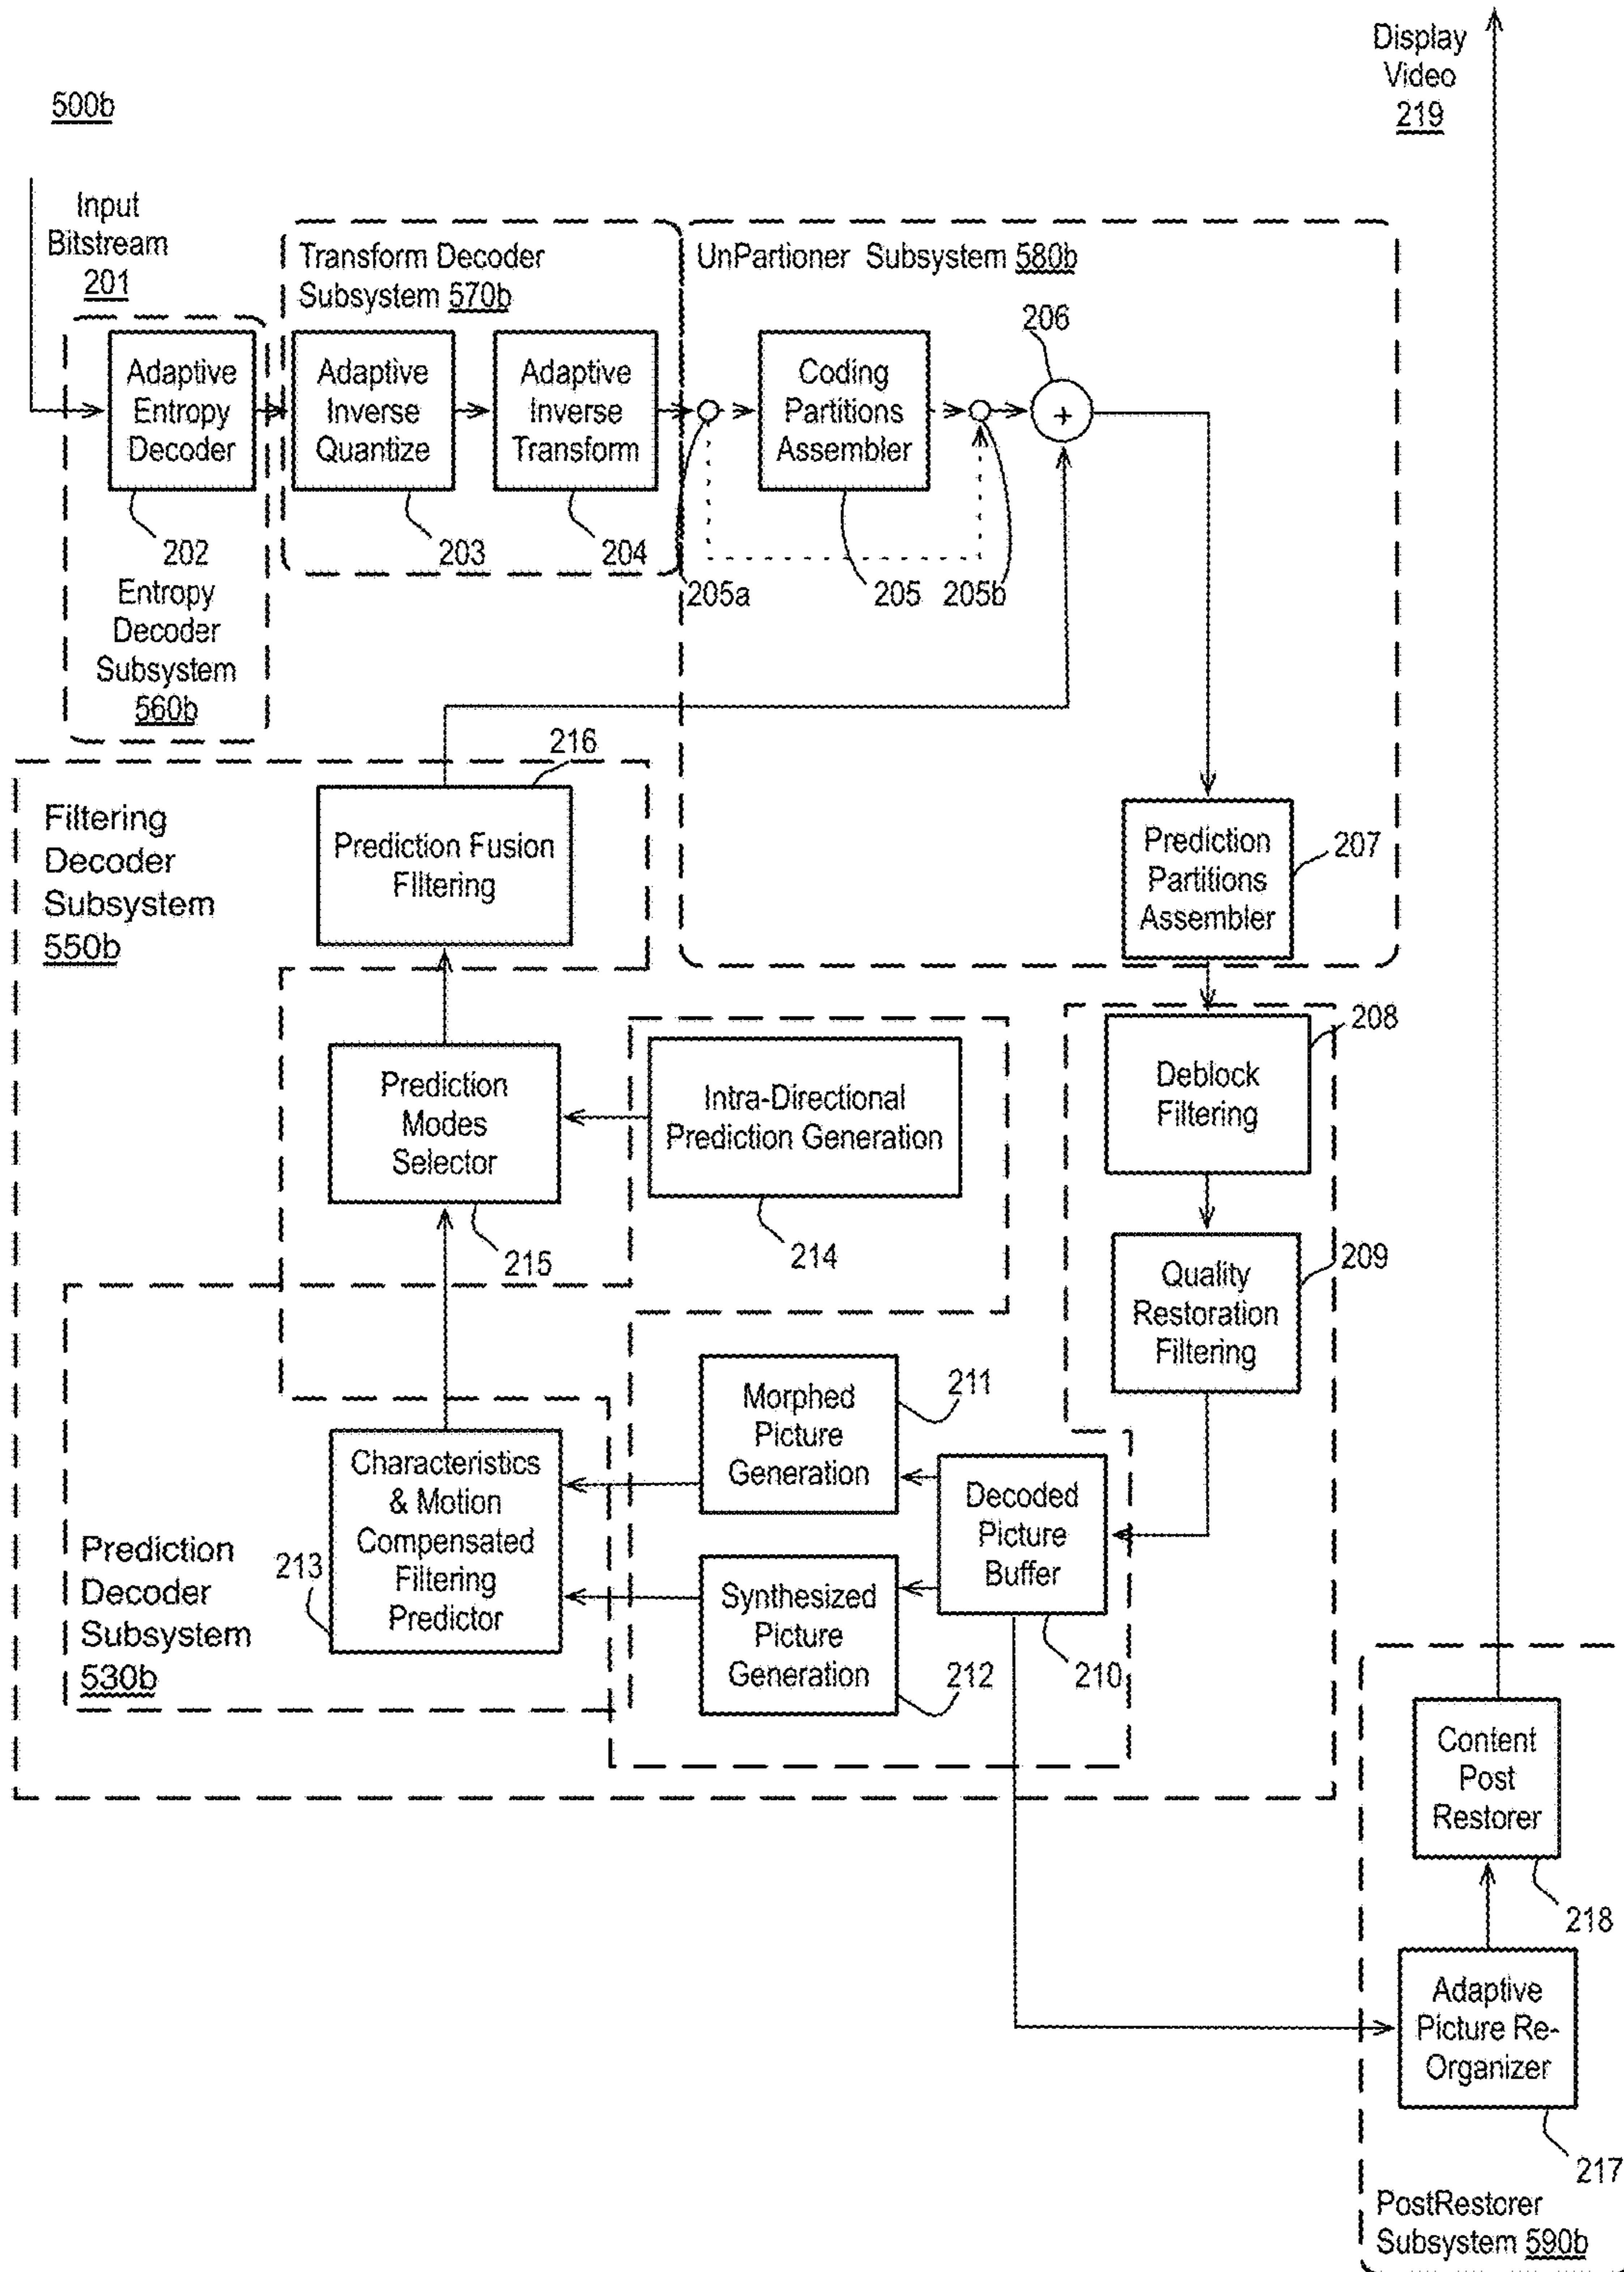 Display
Video
219
500b
Input
Bitstream
201
Transform Decoder
Subsystem 570b
UnPartioner Subsystem 580b
206
Adaptive
Entropy
Decoder
Adaptive
Inverse
Quantize
Adaptive
Inverse
Transform
Coding
Partitions
Assembler
+
202
203
204
205a
205
205b
Entropy
Decoder
Subsystem
560b
216
Filtering
Decoder
Subsystem
550b
Prediction Fusion
FIltering
Prediction
Partitions
Assembler
207
208
Prediction
Modes
Selector
Intra-Directional
Prediction Generation
Deblock
Filtering
215
214
209
Quality
Restoration
Filtering
211
Morphed
Picture
Generation
Characteristics
& Motion
Compensated
Filtering
Predictor
213
Decoded
Picture
Buffer
Prediction
Decoder
Subsystem
530b
Synthesized
Picture
Generation
212
210
Content
Post
Restorer
218
Adaptive
Picture Re-
Organizer
217
PostRestorer
Subsystem 590b